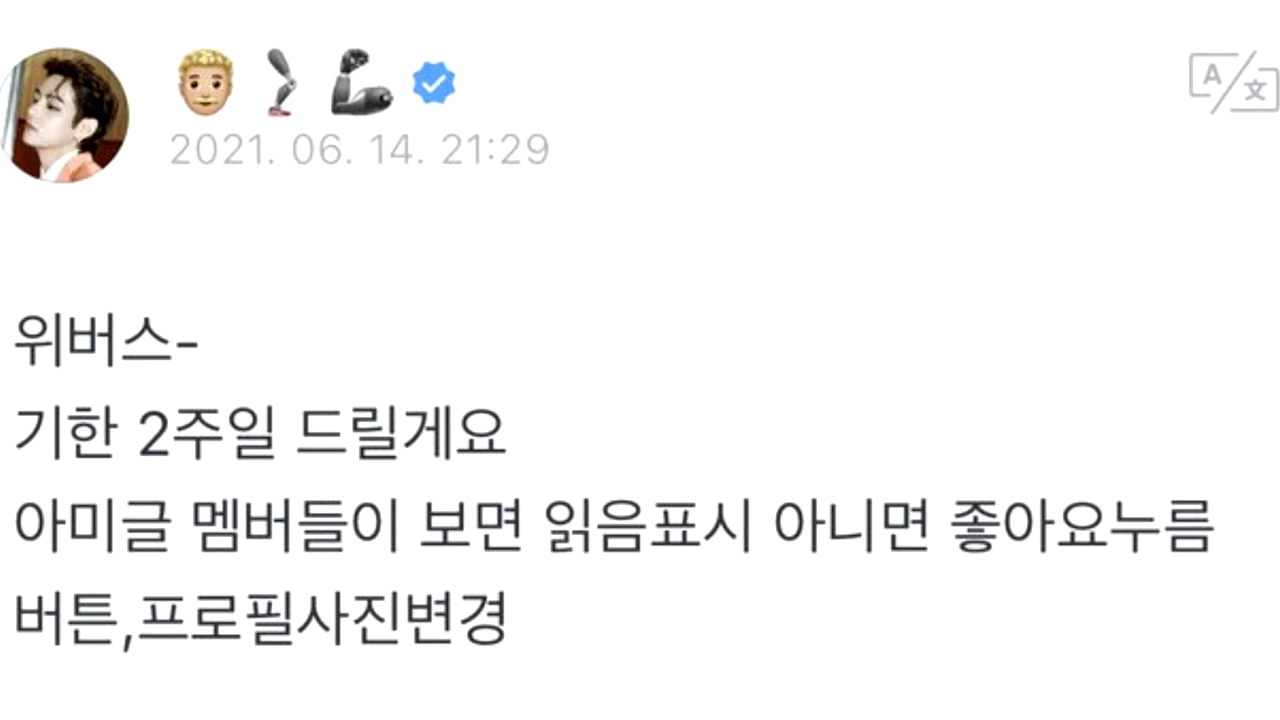 2021. 06. 14. 21:29
A/文
위버스-
기한 2주일 드릴게요
아미글 멤버들이 보면 읽음표시 아니면 좋아요누름
버튼,프로필사진변경